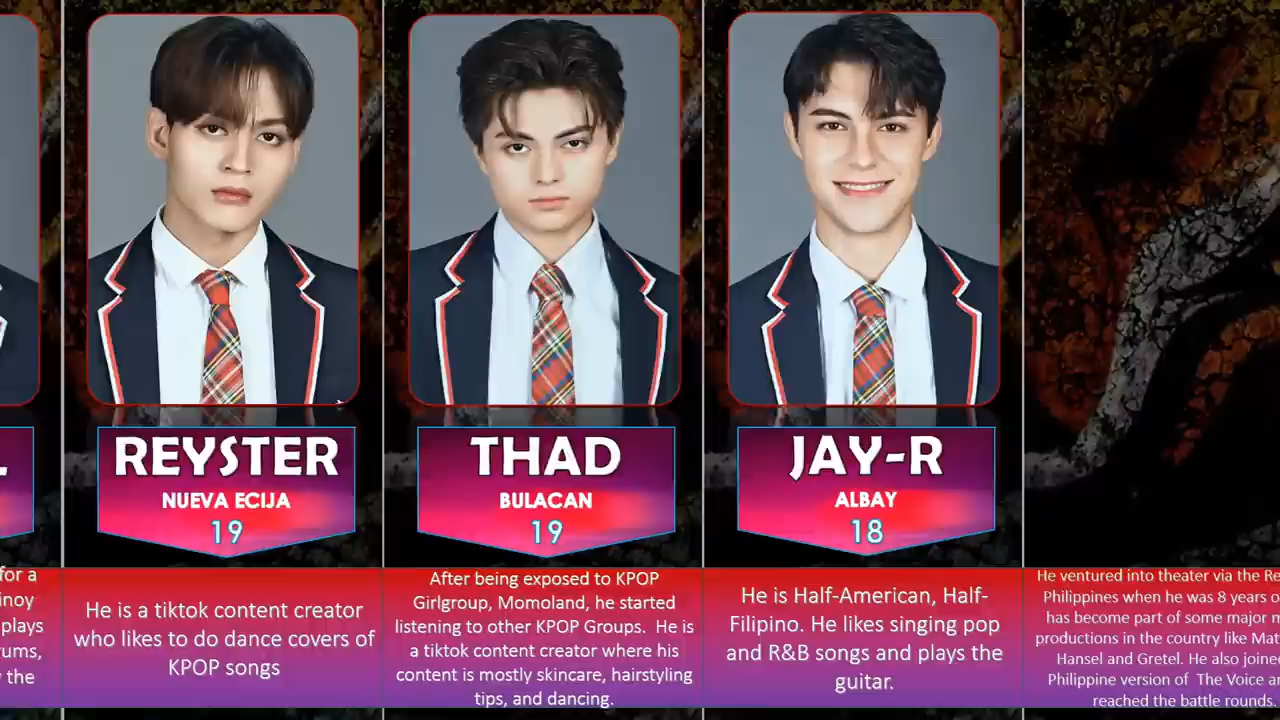 REYSTER
NUEVA ECIJA
19
THAD
BULACAN
19
JAY-R
ALBAY
18
for a
plays
the
He is a tiktok content creator
who likes to do dance covers of
KPOP songs
After being exposed to KPOP
Girlgroup, Momoland, he started
listening to other KPOP Groups. He is
a tiktok content creator where his
content is mostly skincare, hairstyling
tips, and dancing.
He is Half-American, Half-
Filipino. He likes singing pop
and R&B songs and plays the
guitar.
He ventured into theater via the
Philippines when he was 8 years
has become part of some major
productions in the country like
Hansel and Gretel. He also
Philippine version of The Voice
reached the battle rounds.